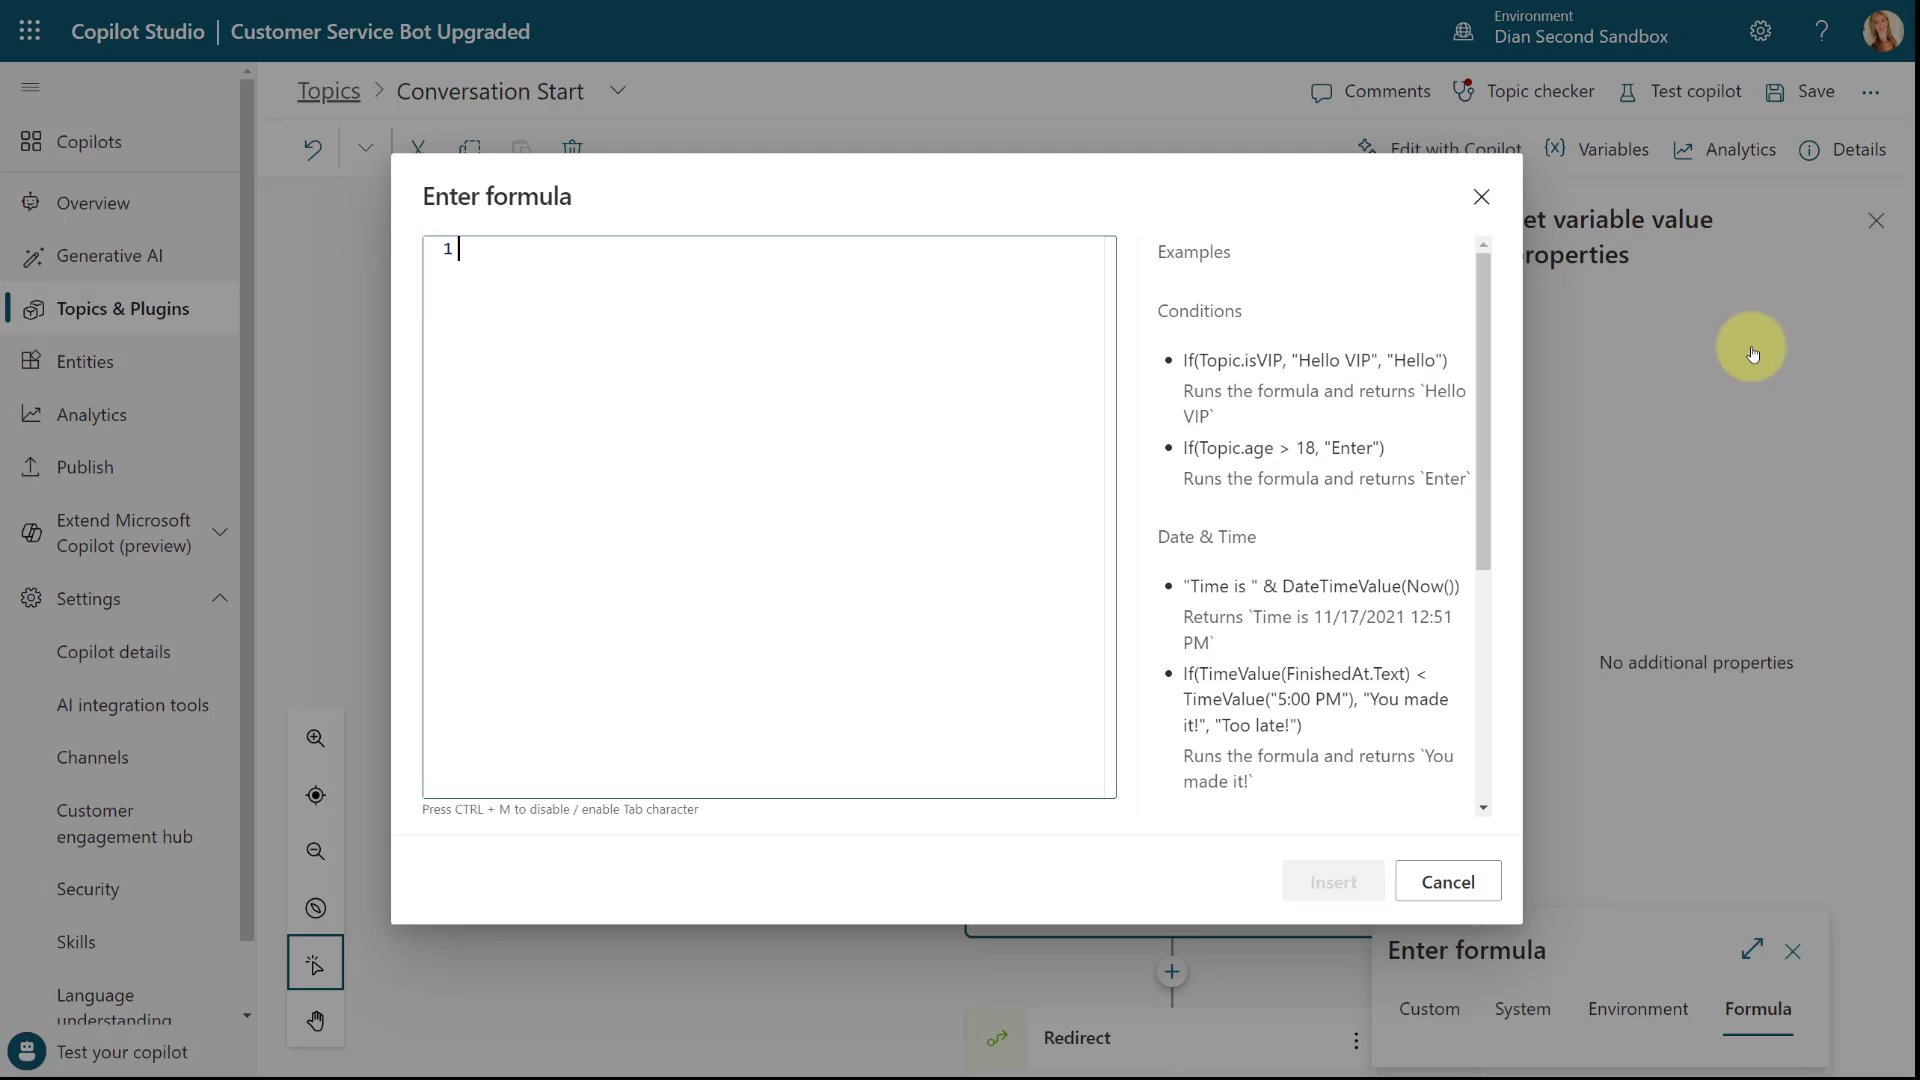 Copilot Studio | Customer Service Bot Upgraded
Environment
Dian Second Sandbox
Topics > Conversation Start
Comments
Topic checker
Test copilot
Save
Edit with Copilot
Variables
Analytics
Details
Copilots
Overview
Generative AI
Topics & Plugins
Entities
Analytics
Publish
Extend Microsoft
Copilot (preview)
Settings
Copilot details
AI integration tools
Channels
Customer
engagement hub
Security
Skills
Language
understanding
Test your copilot
Enter formula
1
Press CTRL + M to disable / enable Tab character
Examples
Conditions
• If(Topic.isVIP, "Hello VIP", "Hello")
Runs the formula and returns `Hello
VIP`
• If(Topic.age > 18, "Enter")
Runs the formula and returns `Enter`
Date & Time
• "Time is " & DateTimeValue(Now())
Returns `Time is 11/17/2021 12:51
PM`
• If(TimeValue(FinishedAt.Text) <
TimeValue("5:00 PM"), "You made
it!", "Too late!")
Runs the formula and returns `You
made it!`
Insert
Cancel
et variable value
roperties
No additional properties
Enter formula
Custom
System
Environment
Formula
Redirect